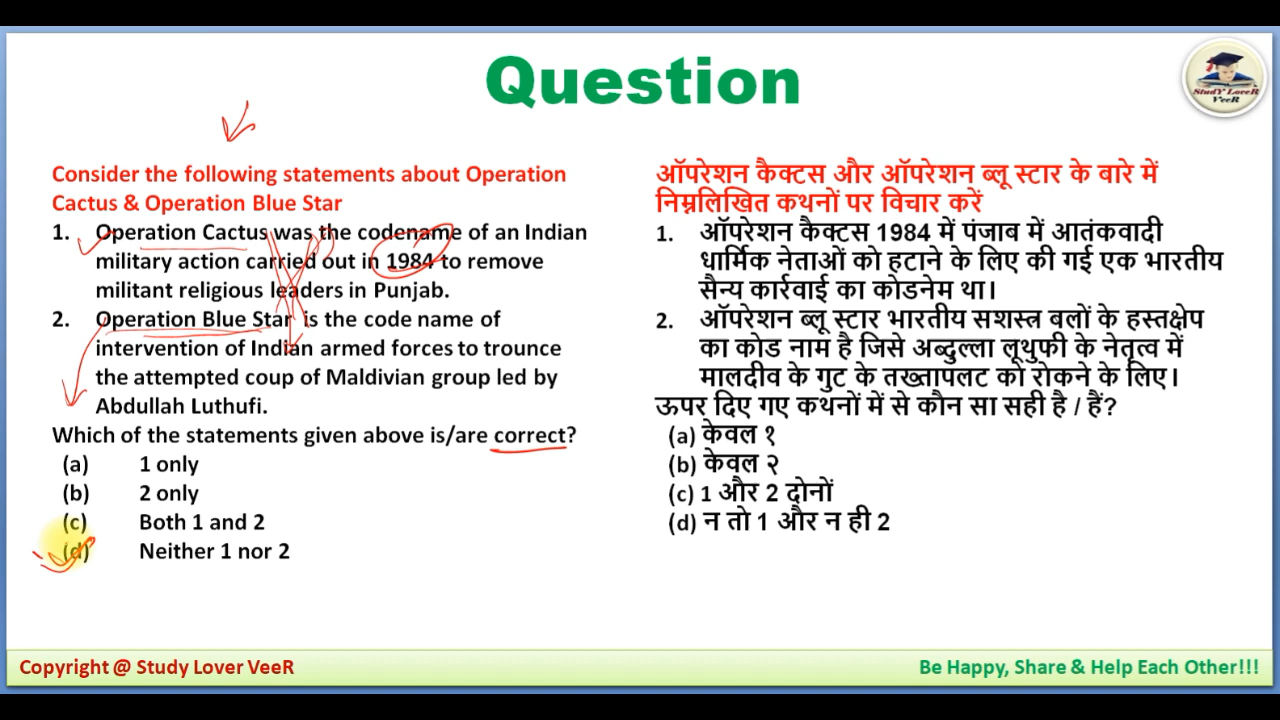 Question
StudY LoveR
VeeR
Consider the following statements about Operation
Cactus & Operation Blue Star
1. Operation Cactus was the codename of an Indian
military action carried out in 1984 to remove
militant religious leaders in Punjab.
2. Operation Blue Star is the code name of
intervention of Indian armed forces to trounce
the attempted coup of Maldivian group led by
Abdullah Luthufi.
Which of the statements given above is/are correct?
(a) 1 only
(b) 2 only
(c) Both 1 and 2
(d) Neither 1 nor 2
ऑपरेशन कैक्टस और ऑपरेशन ब्लू स्टार के बारे में
निम्नलिखित कथनों पर विचार करें
1. ऑपरेशन कैक्टस 1984 में पंजाब में आतंकवादी
धार्मिक नेताओं को हटाने के लिए की गई एक भारतीय
सैन्य कार्रवाई का कोडनेम था।
2. ऑपरेशन ब्लू स्टार भारतीय सशस्त्र बलों के हस्तक्षेप
का कोड नाम है जिसे अब्दुल्ला लूथुफी के नेतृत्व में
मालदीव के गुट के तख्तापलट को रोकने के लिए।
ऊपर दिए गए कथनों में से कौन सा सही है / हैं?
(a) केवल १
(b) केवल २
(c) 1 और 2 दोनों
(d) न तो 1 और न ही 2
Copyright @ Study Lover VeeR
Be Happy, Share & Help Each Other!!!